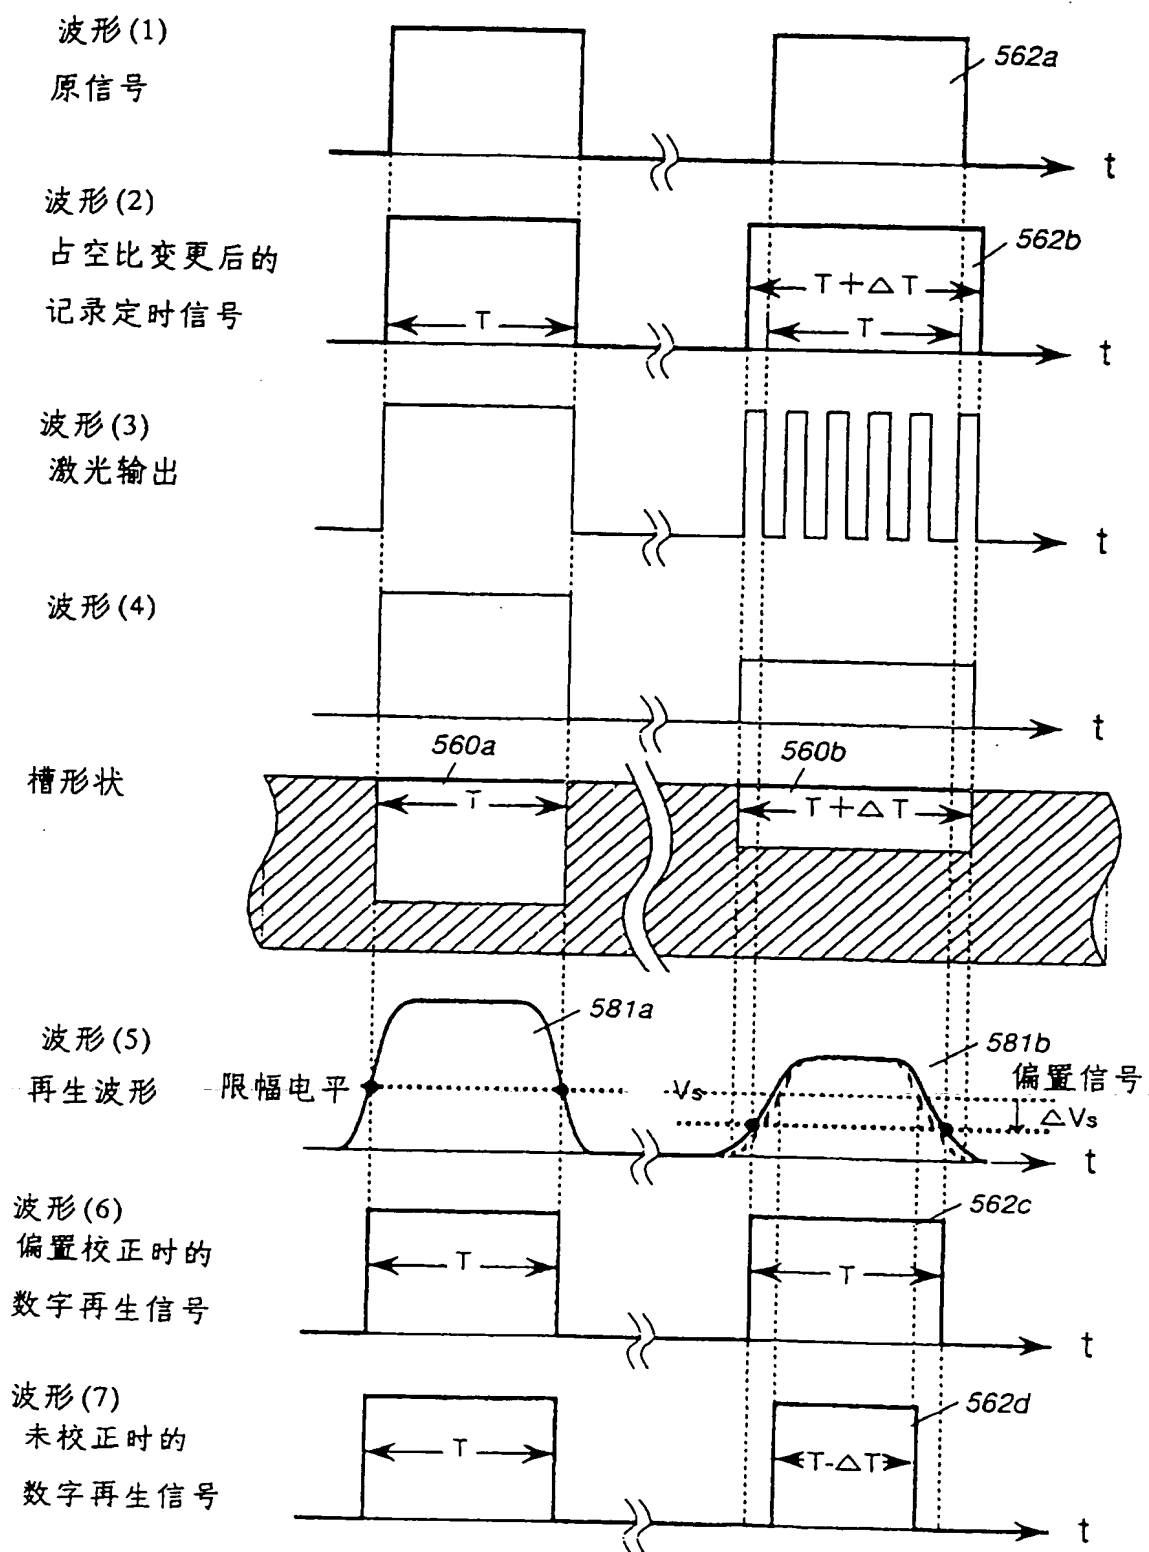 波形(1)
原信号
562a
t
波形(2)
占空比变更后的
记录定时信号
T
562b
T+△T
T
t
波形(3)
激光输出
t
波形(4)
t
槽形状
560a
T
560b
T+△T
波形(5)
再生波形
限幅电平
581a
Vs
581b
偏置信号
△Vs
t
波形(6)
偏置校正时的
数字再生信号
T
562c
T
t
波形(7)
未校正时的
数字再生信号
T
562d
T-△T
t